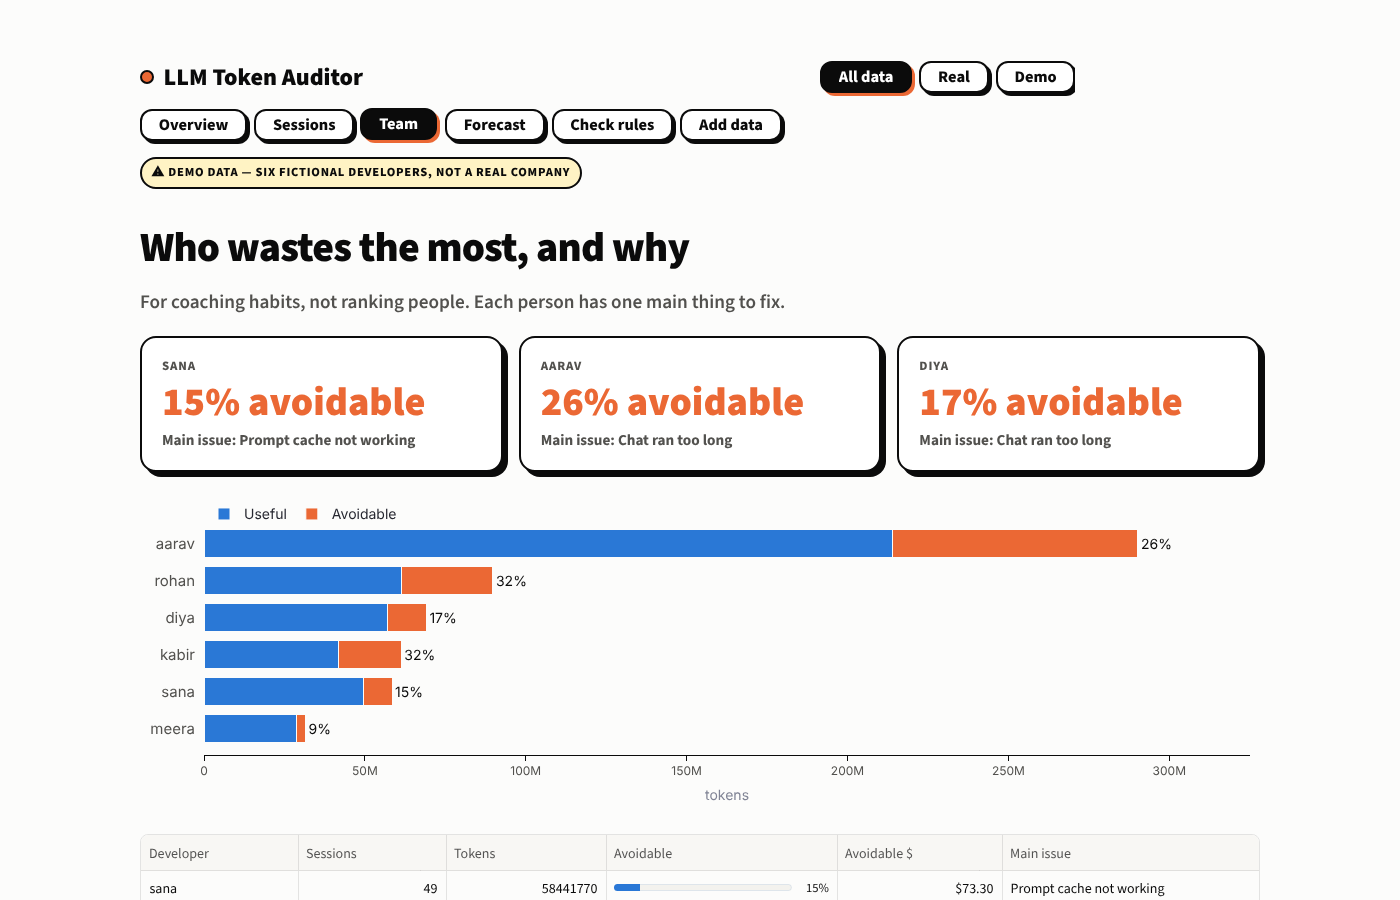 LLM Token Auditor
All data Real Demo
Overview Sessions Team Forecast Check rules Add data
⚠ DEMO DATA — SIX FICTIONAL DEVELOPERS, NOT A REAL COMPANY
Who wastes the most, and why
For coaching habits, not ranking people. Each person has one main thing to fix.
SANA
15% avoidable
Main issue: Prompt cache not working
AARAV
26% avoidable
Main issue: Chat ran too long
DIYA
17% avoidable
Main issue: Chat ran too long
Useful Avoidable
aarav 26%
rohan 32%
diya 17%
kabir 32%
sana 15%
meera 9%
0 50M 100M 150M 200M 250M 300M
tokens
Developer Sessions Tokens Avoidable Avoidable $ Main issue
sana 49 58441770 15% $73.30 Prompt cache not working